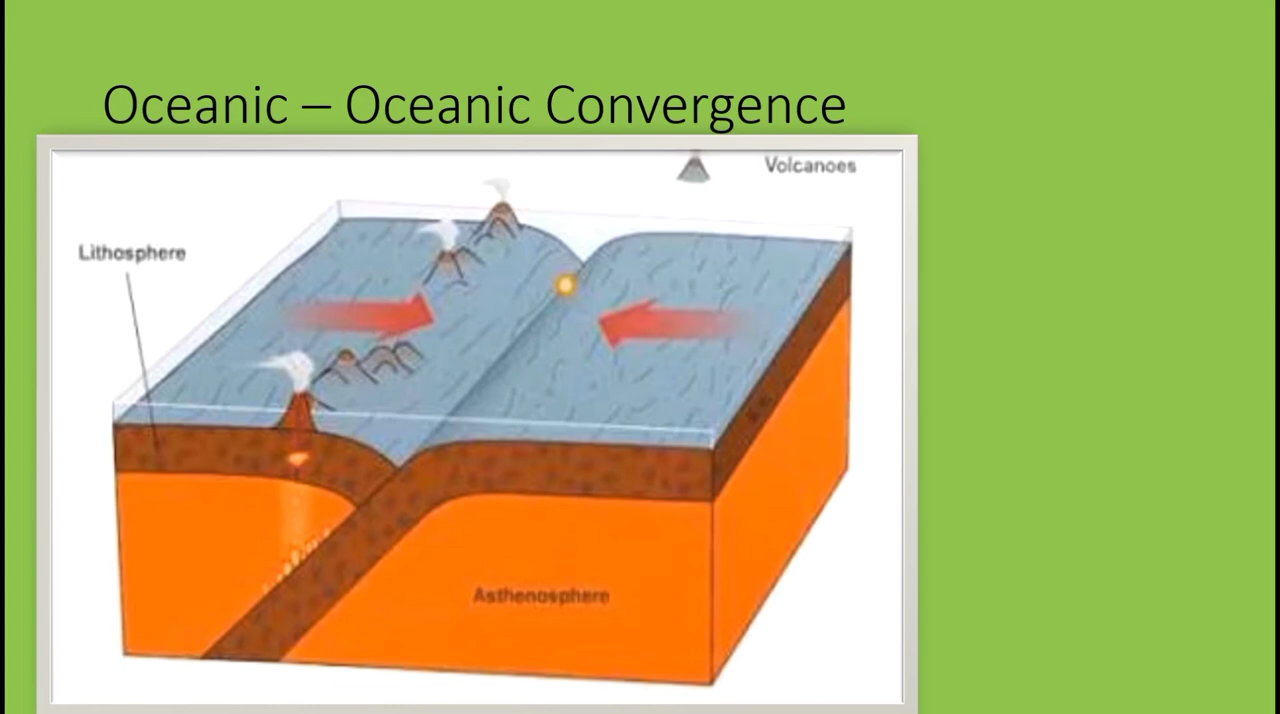 Oceanic – Oceanic Convergence
Volcanoes
Lithosphere
Asthenosphere